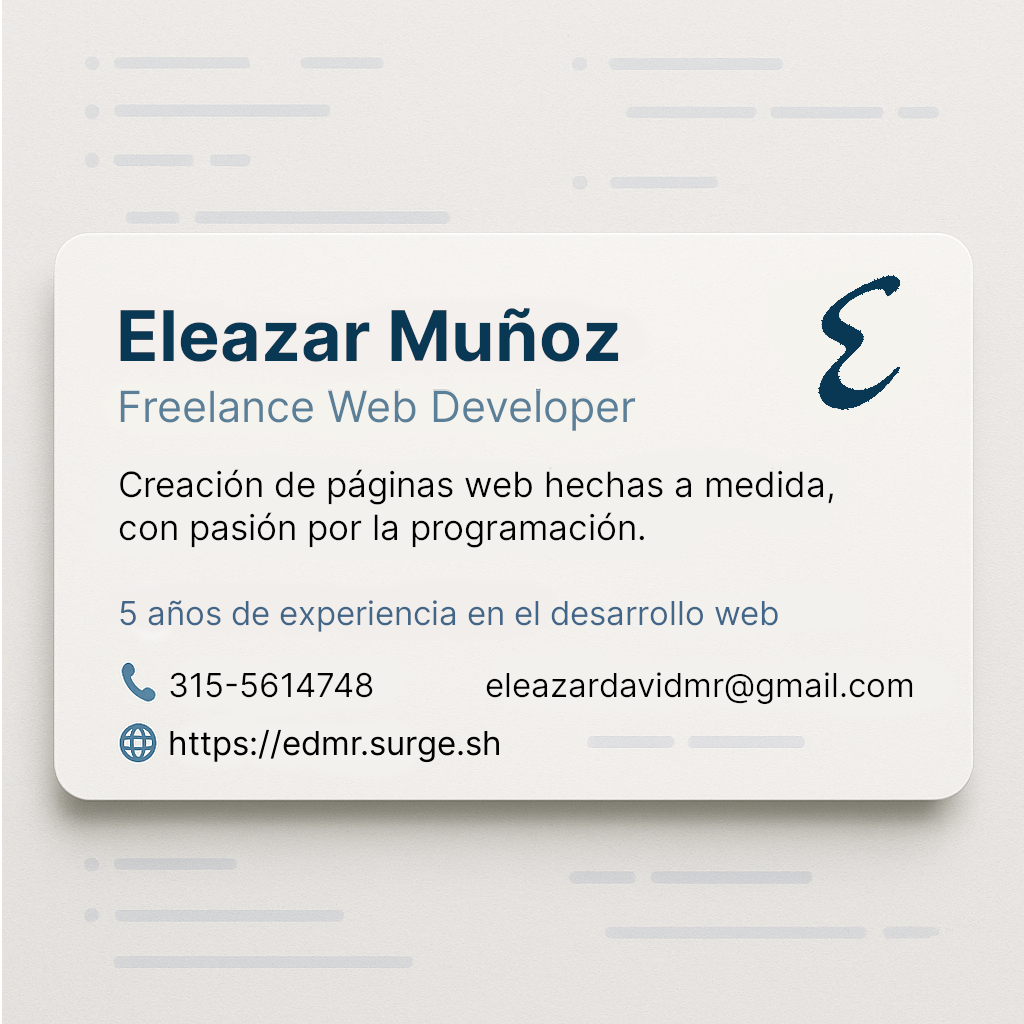 Eleazar Muñoz
Freelance Web Developer
Creación de páginas web hechas a medida,
con pasión por la programación.
5 años de experiencia en el desarrollo web
315-5614748 eleazardavidmr@gmail.com
https://edmr.surge.sh